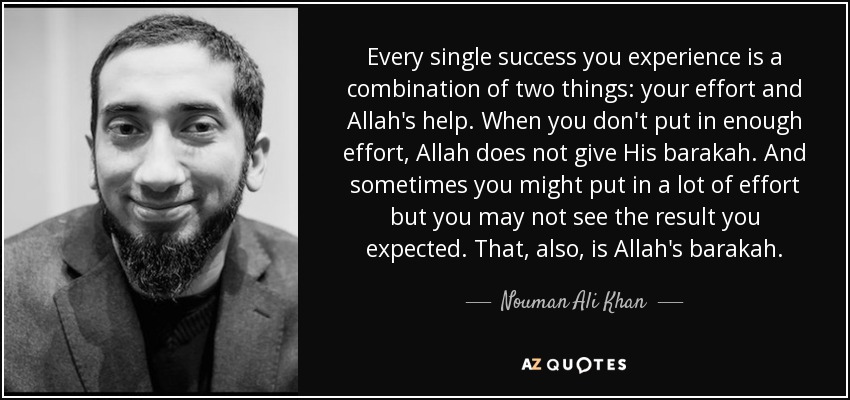 Every single success you experience is a
combination of two things: your effort and
Allah's help. When you don't put in enough
effort, Allah does not give His barakah. And
sometimes you might put in a lot of effort
but you may not see the result you
expected. That, also, is Allah's barakah.
Nouman Ali Khan
AZ QUOTES